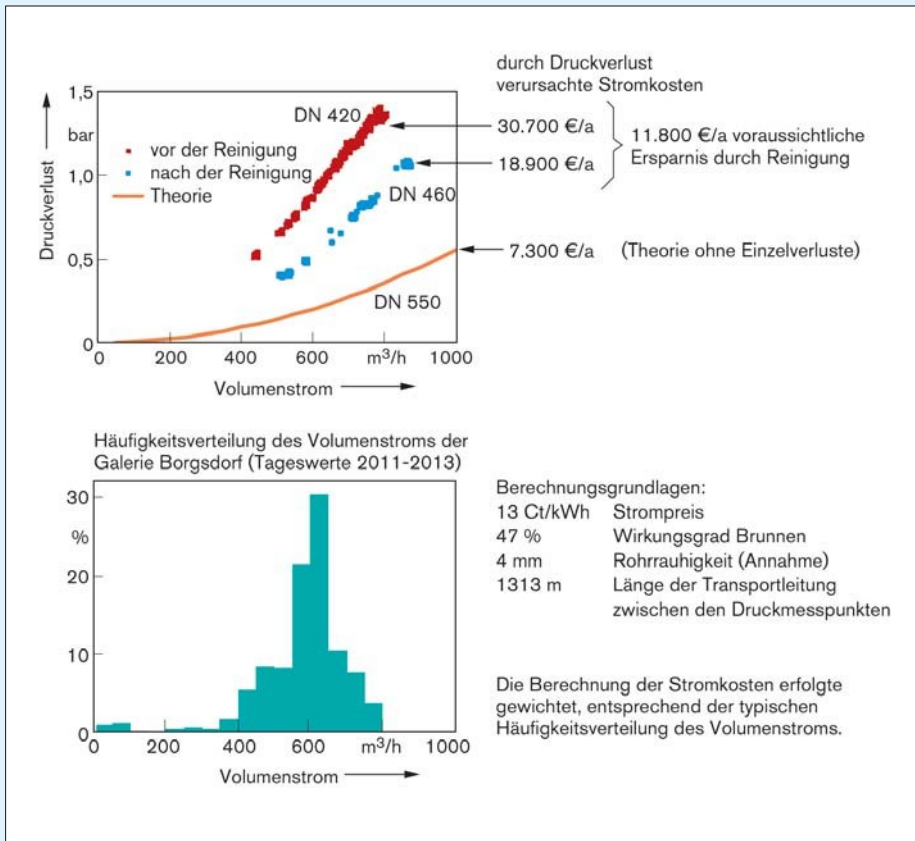 durch Druckverlust
verursachte Stromkosten
1,5
bar
1,0
0,5
0
Druckverlust
DN 420
vor der Reinigung
nach der Reinigung
Theorie
DN 460
DN 550
30.700 €/a
18.900 €/a
11.800 €/a voraussichtliche
Ersparnis durch Reinigung
7.300 €/a (Theorie ohne Einzelverluste)
0 200 400 600 m³/h 1000
Volumenstrom
Häufigkeitsverteilung des Volumenstroms der
Galerie Borgsdorf (Tageswerte 2011-2013)
30
%
20
10
0
0 200 400 600 m³/h 1000
Volumenstrom
Berechnungsgrundlagen:
13 Ct/kWh Strompreis
47 % Wirkungsgrad Brunnen
4 mm Rohrrauhigkeit (Annahme)
1313 m Länge der Transportleitung
zwischen den Druckmesspunkten
Die Berechnung der Stromkosten erfolgte
gewichtet, entsprechend der typischen
Häufigkeitsverteilung des Volumenstroms.